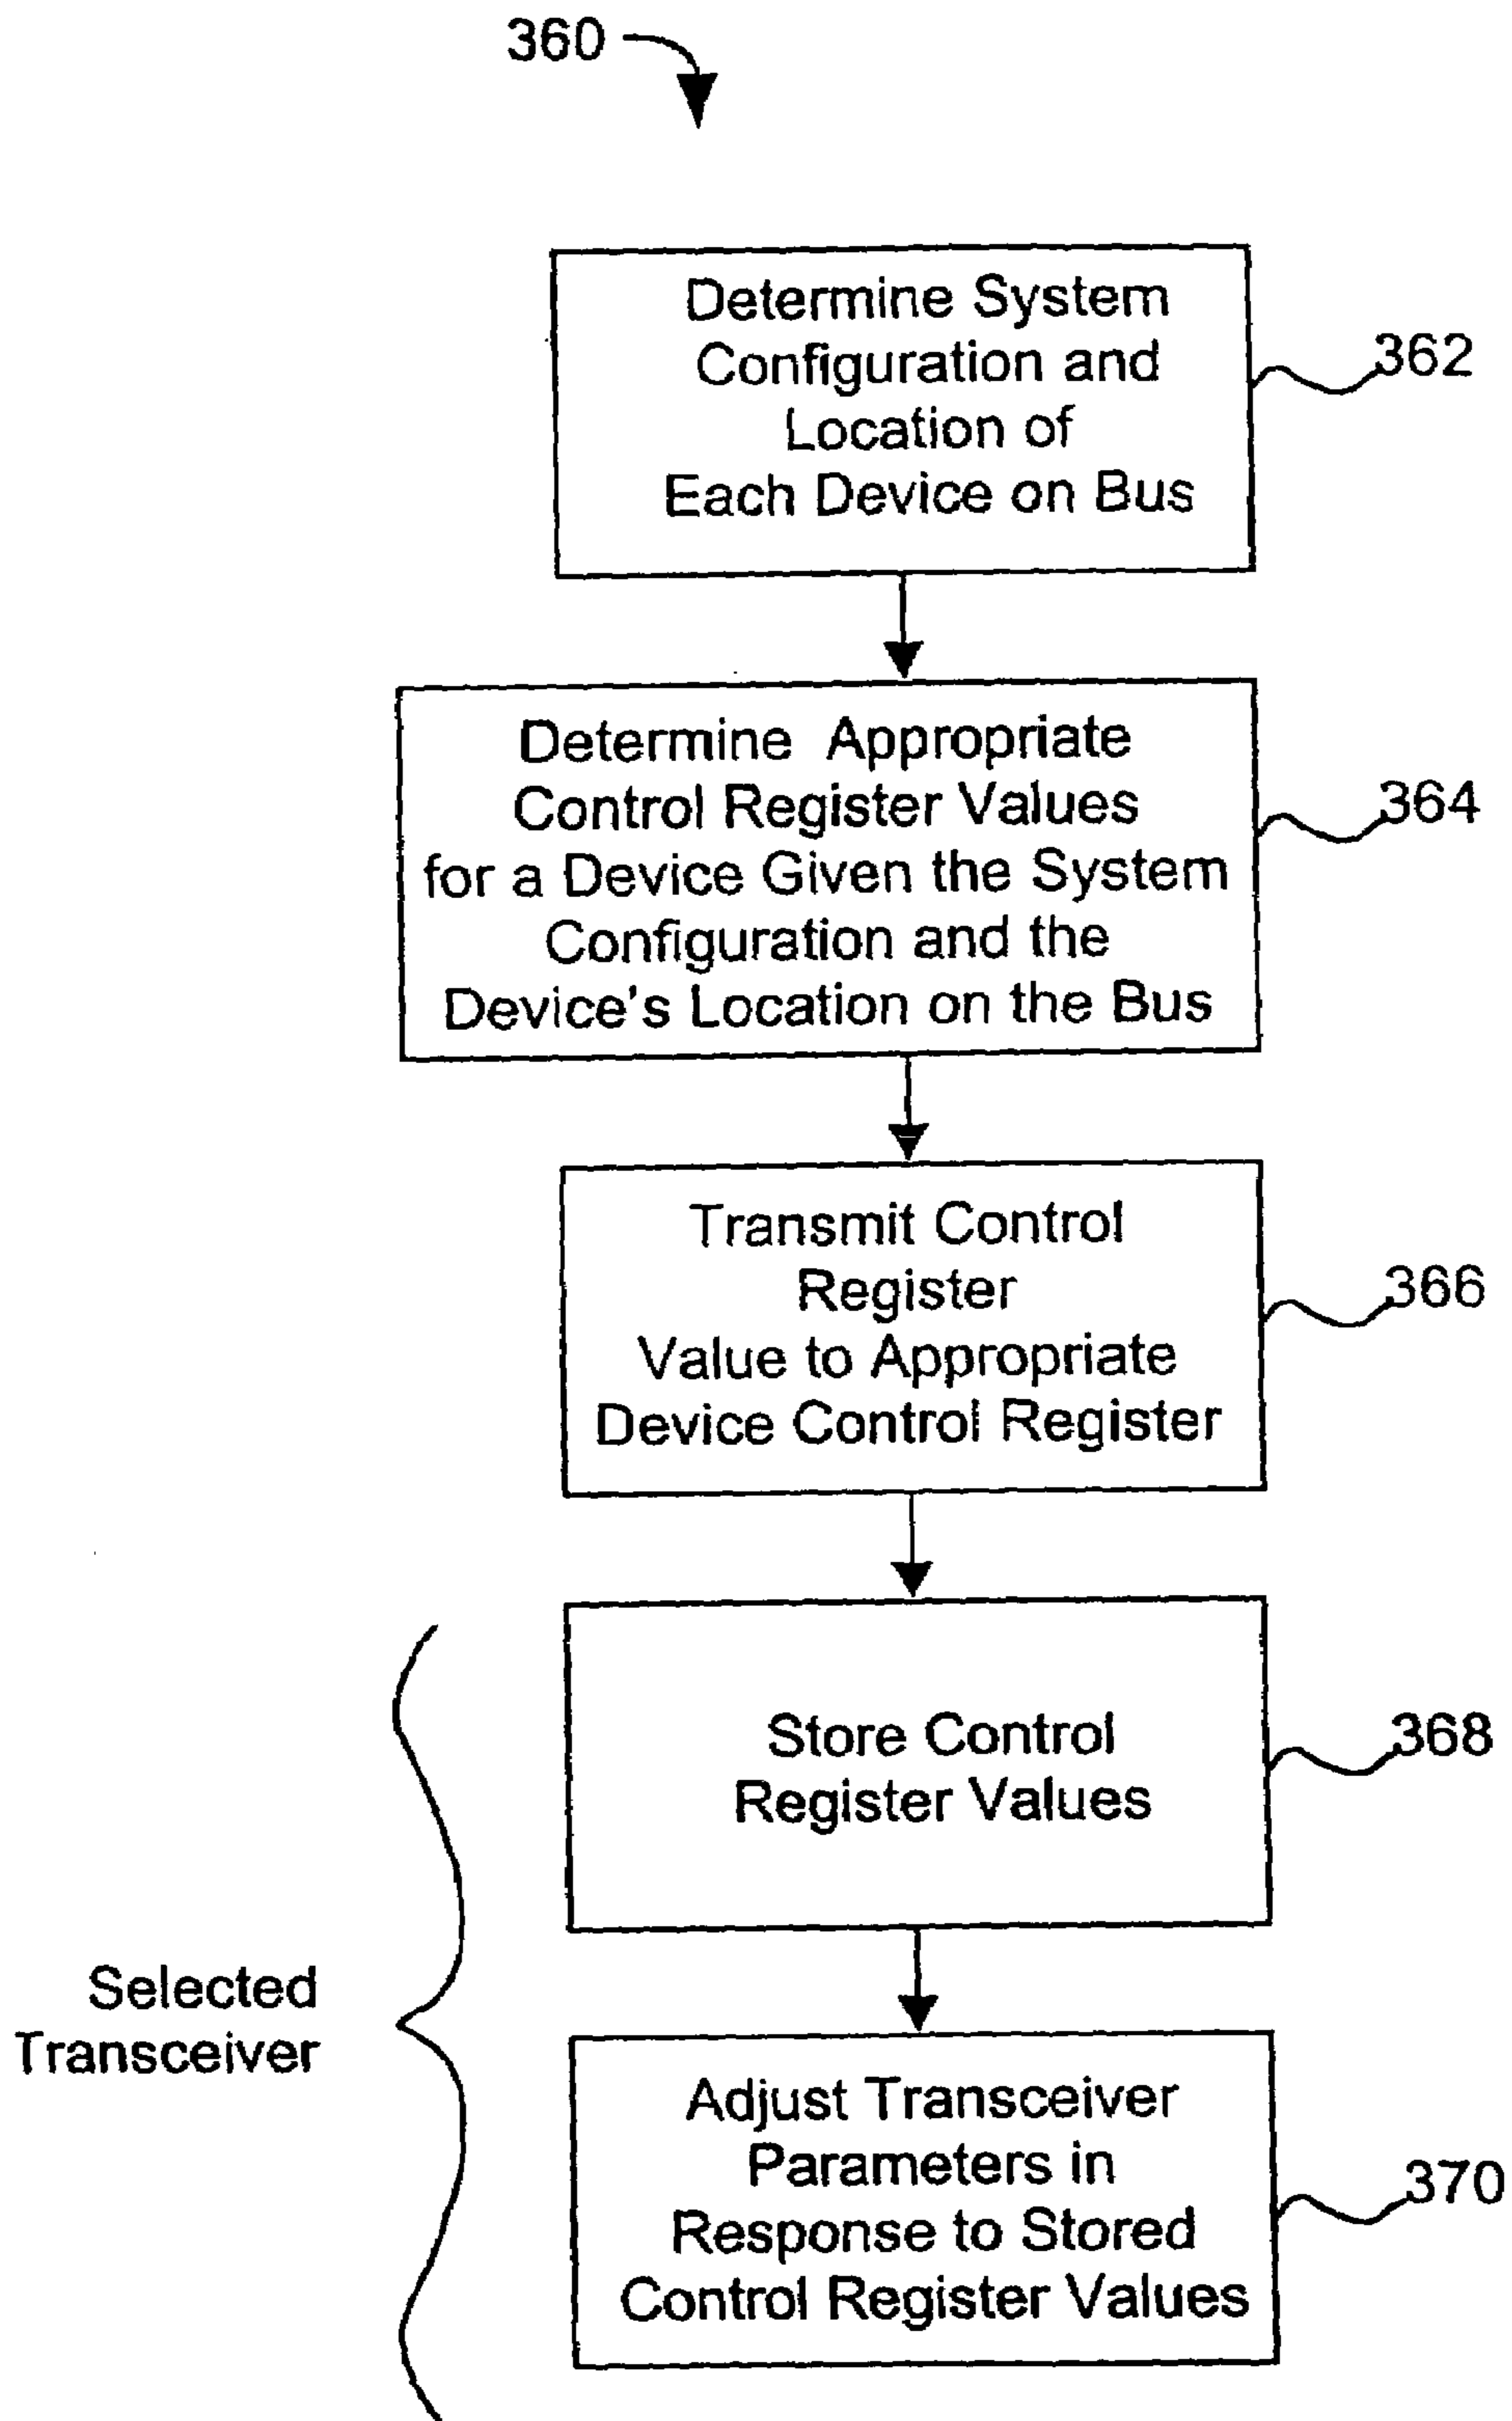 360
Determine System
Configuration and
Location of
Each Device on Bus
362
Determine Appropriate
Control Register Values
for a Device Given the System
Configuration and the
Device's Location on the Bus
364
Transmit Control
Register
Value to Appropriate
Device Control Register
366
Store Control
Register Values
368
Selected
Transceiver
Adjust Transceiver
Parameters in
Response to Stored
Control Register Values
370